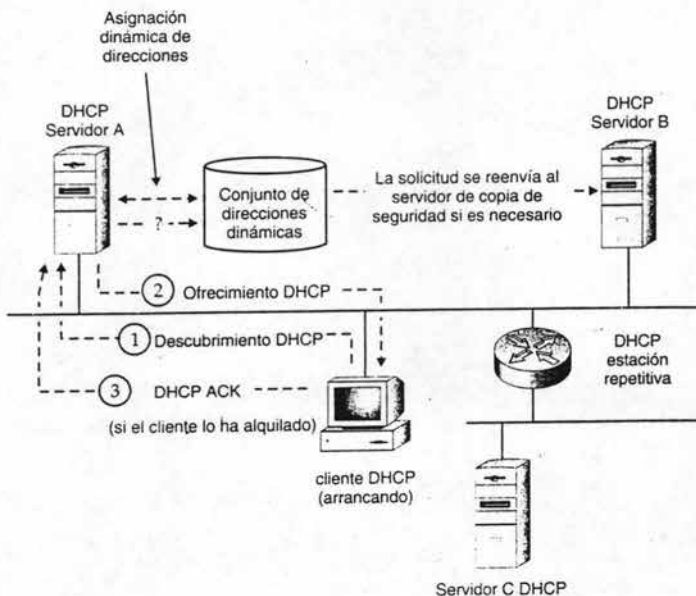 Asignación
dinámica de
direcciones
DHCP
Servidor A
DHCP
Servidor B
Conjunto de
direcciones
dinámicas
?
La solicitud se reenvía al
servidor de copia de
seguridad si es necesario
2 Ofrecimiento DHCP
1 Descubrimiento DHCP
3 DHCP ACK
(si el cliente lo ha alquilado)
DHCP
estación
repetitiva
cliente DHCP
(arrancando)
Servidor C DHCP